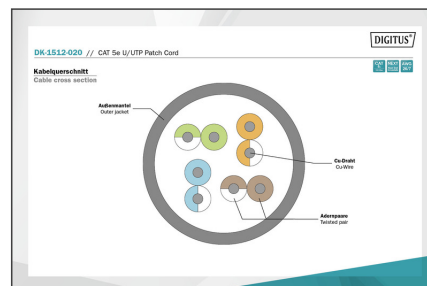 DIGITUS®
DK-1512-020 // CAT 5e U/UTP Patch Cord
Kabelquerschnitt
Cable cross section
Außenmantel
Outer jacket
Cu-Draht
Cu-Wire
Aderspaare
Twisted pair